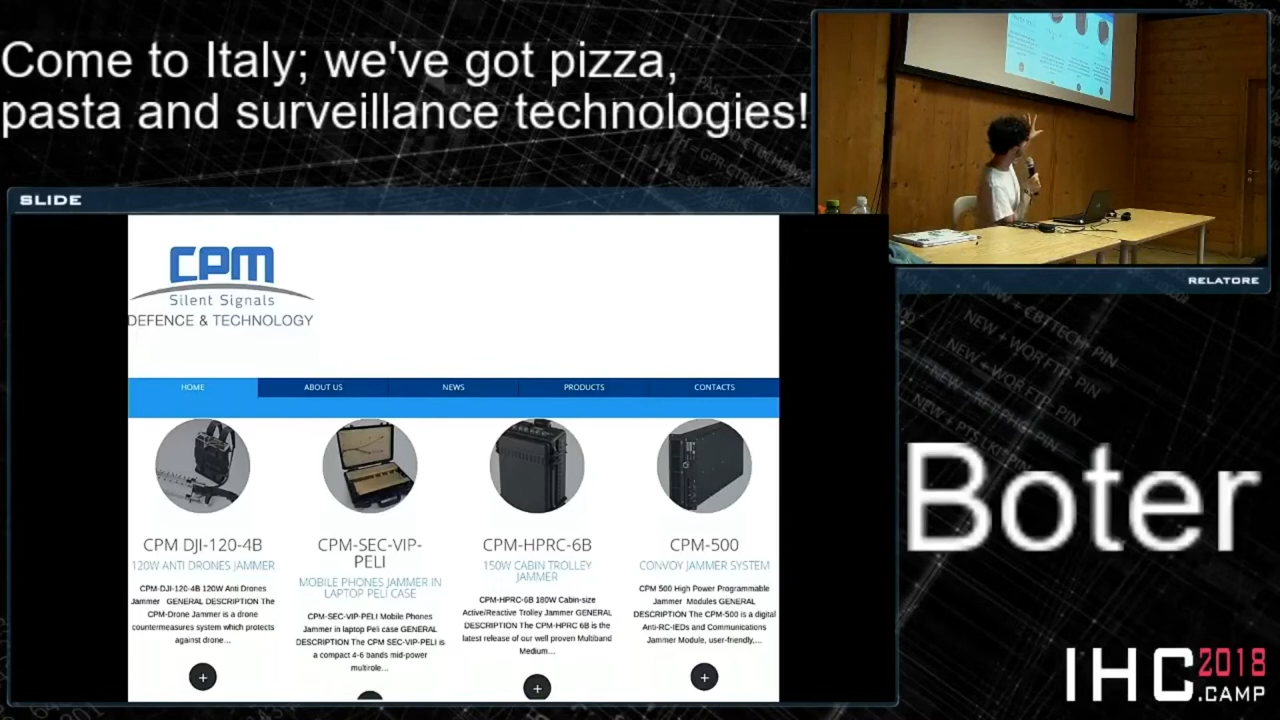 Come to Italy; we've got pizza,
pasta and surveillance technologies!
SLIDE
RELATORE
CPM
Silent Signals
DEFENCE & TECHNOLOGY
HOME
ABOUT US
NEWS
PRODUCTS
CONTACTS
CPM DJI-120-4B
120W ANTI DRONES JAMMER
CPM-DJI-120-4B 120W Anti Drones
Jammer GENERAL DESCRIPTION The
CPM-Drone Jammer is a drone
countermeasures system which protects
against drone...
+
CPM-SEC-VIP-
PELI
MOBILE PHONES JAMMER IN
LAPTOP PELI CASE
CPM-SEC-VIP-PELI Mobile Phones
Jammer in laptop Peli case GENERAL
DESCRIPTION The CPM SEC-VIP-PELI is
a compact 4-6 bands mid-power
multirole...
CPM-HPRC-6B
150W CABIN TROLLEY
JAMMER
CPM-HPRC-6B 180W Cabin-size
Active/Reactive Trolley Jammer GENERAL
DESCRIPTION The CPM-HPRC 6B is the
latest release of our well proven Multiband
Medium...
+
CPM-500
CONVOY JAMMER SYSTEM
CPM 500 High Power Programmable
Jammer Modules GENERAL
DESCRIPTION The CPM-500 is a digital
Anti-RC-IEDs and Communications
Jammer Module, user-friendly,...
+
NEW + CBTTECH PIN
NEW + WOR FTP PIN
Boter
IHC 2018
.CAMP